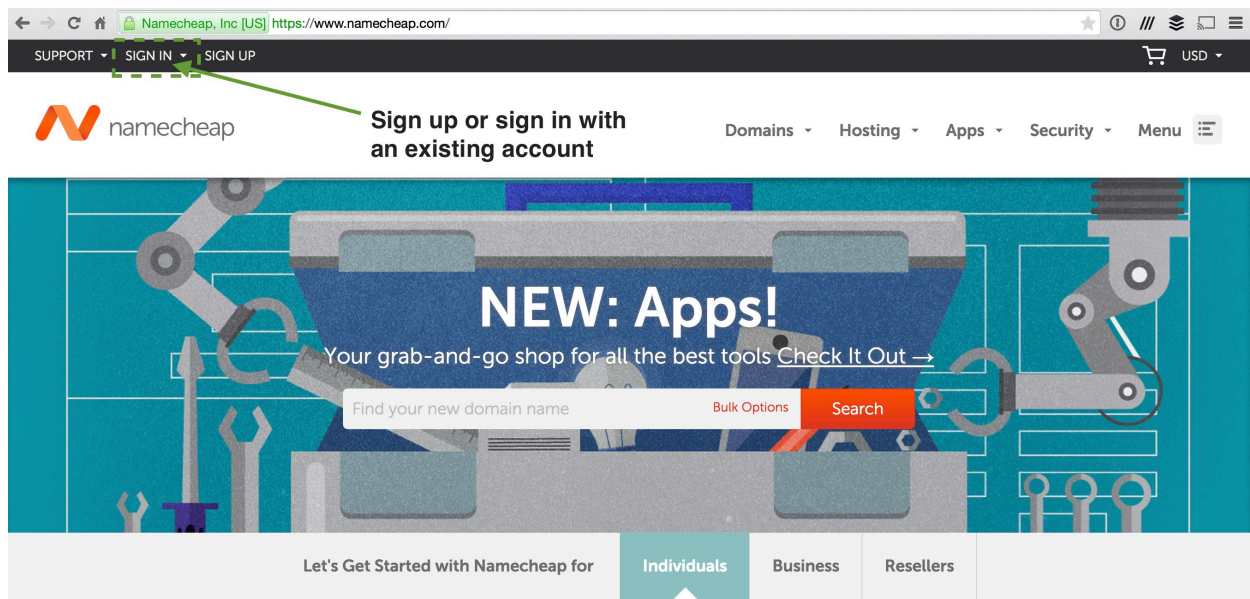 Namecheap, Inc [US] https://www.namecheap.com/
SUPPORT SIGN IN SIGN UP USD
namecheap
Sign up or sign in with
an existing account
Domains Hosting Apps Security Menu
NEW: Apps!
Your grab-and-go shop for all the best tools Check It Out →
Find your new domain name Bulk Options Search
Let's Get Started with Namecheap for Individuals Business Resellers